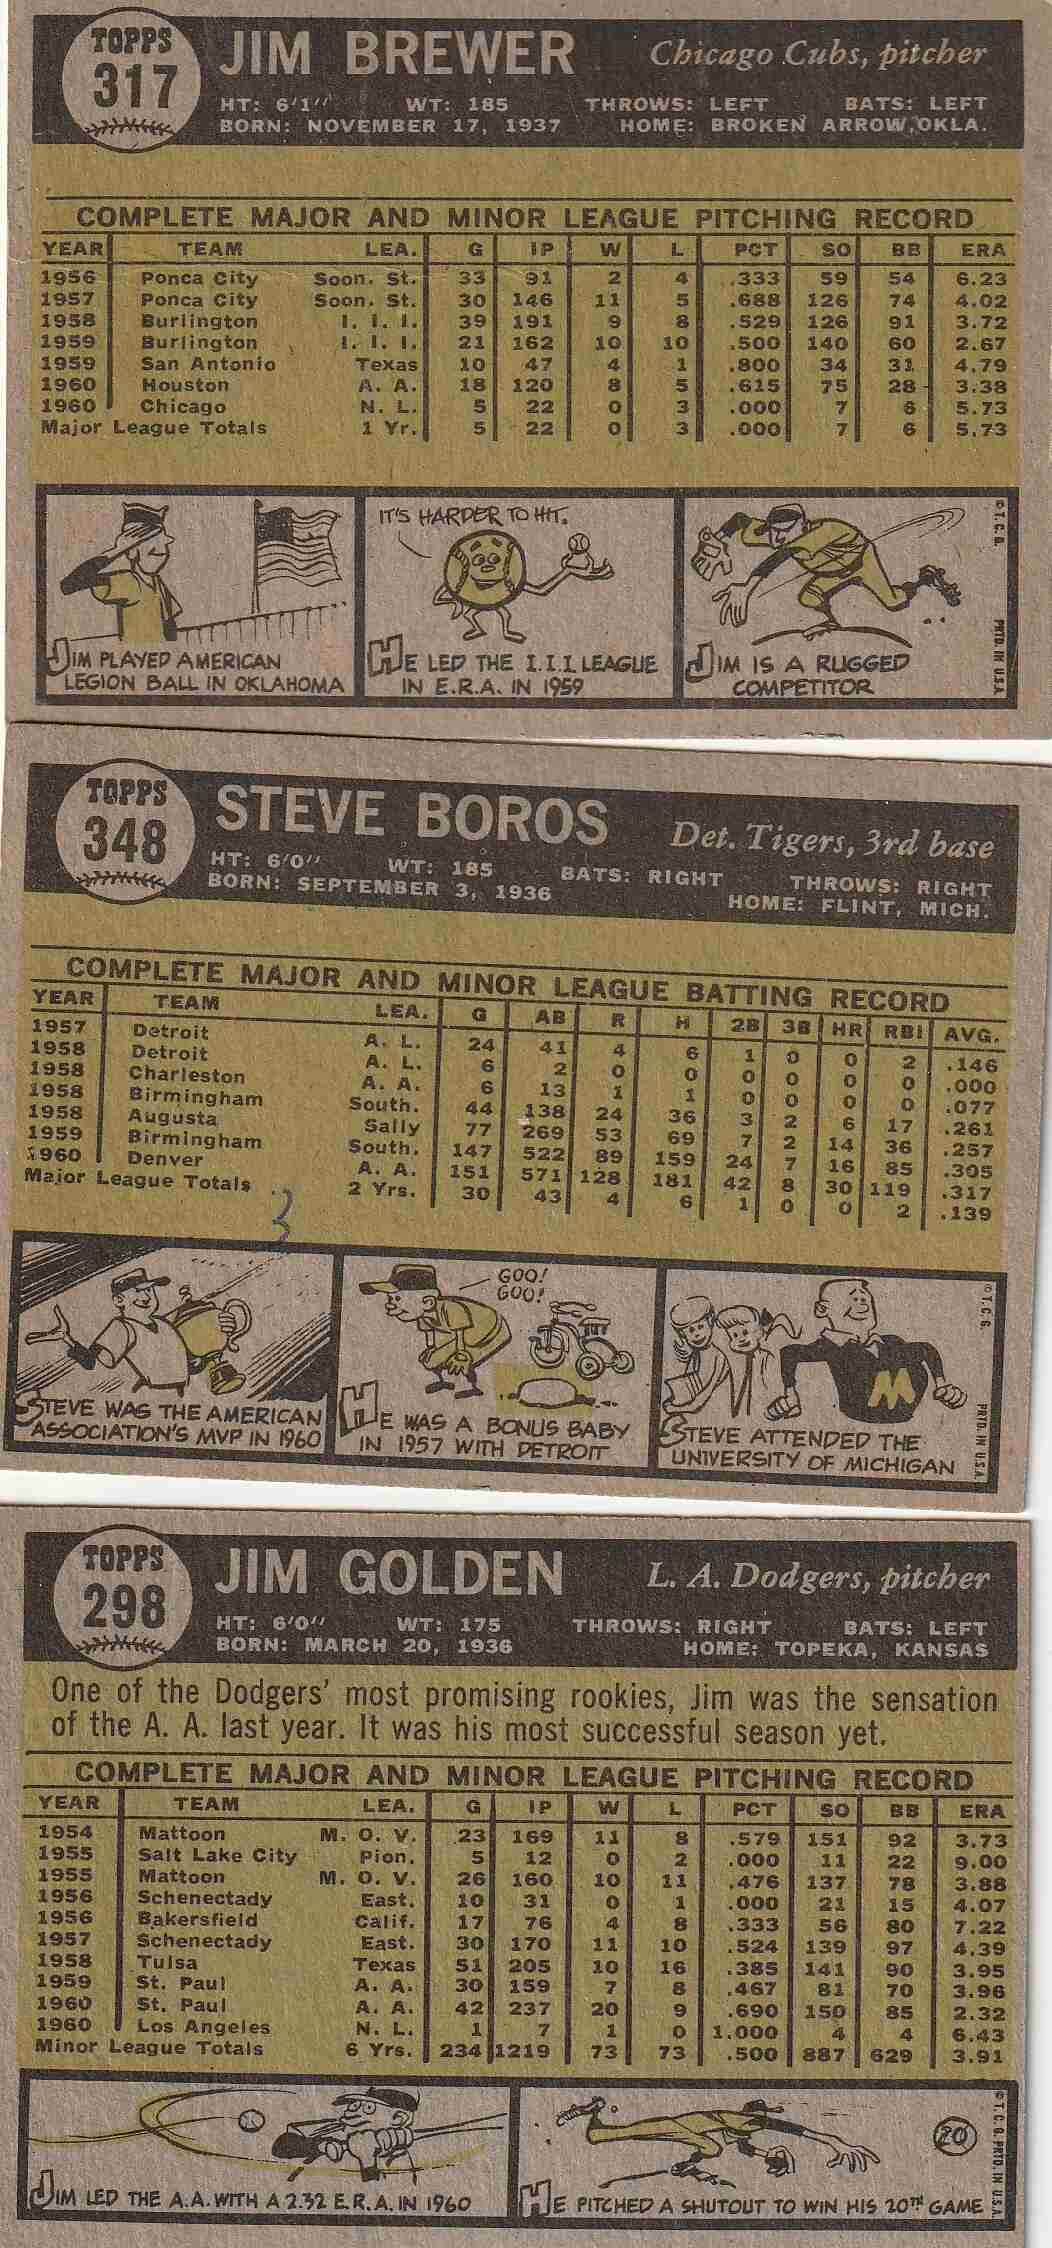 TOPPS
317
JIM BREWER Chicago Cubs, pitcher
HT: 6'1" WT: 185 THROWS: LEFT BATS: LEFT
BORN: NOVEMBER 17, 1937 HOME: BROKEN ARROW, OKLA.
COMPLETE MAJOR AND MINOR LEAGUE PITCHING RECORD
YEAR TEAM LEA. G IP W L PCT SO BB ERA
1956 Ponca City Soon. St. 33 91 2 4 .333 59 54 6.23
1957 Ponca City Soon. St. 30 146 11 5 .688 126 74 4.02
1958 Burlington I. I. I. 39 191 9 8 .529 126 91 3.72
1959 Burlington I. I. I. 21 162 10 10 .500 140 60 2.67
1959 San Antonio Texas 10 47 4 1 .800 34 31 4.79
1960 Houston A. A. 18 120 8 5 .615 75 28 3.38
1960 Chicago N. L. 5 22 0 3 .000 7 6 5.73
Major League Totals 1 Yr. 5 22 0 3 .000 7 6 5.73
IT'S HARDER TO HIT.
JIM PLAYED AMERICAN
LEGION BALL IN OKLAHOMA
HE LED THE I.I.I. LEAGUE
IN E.R.A. IN 1959
JIM IS A RUGGED
COMPETITOR
© T. C. G.
PRTD. IN U.S.A.
TOPPS
348
STEVE BOROS Det. Tigers, 3rd base
HT: 6'0" WT: 185 BATS: RIGHT THROWS: RIGHT
BORN: SEPTEMBER 3, 1936 HOME: FLINT, MICH.
COMPLETE MAJOR AND MINOR LEAGUE BATTING RECORD
YEAR TEAM LEA. G AB R H 2B 3B HR RBI AVG.
1957 Detroit A. L. 24 41 4 6 1 0 0 2 .146
1958 Detroit A. L. 6 2 0 0 0 0 0 0 .000
1958 Charleston A. A. 6 13 1 1 0 0 0 0 .077
1958 Birmingham South. 44 138 24 36 3 2 6 17 .261
1958 Augusta Sally 77 269 53 69 7 2 14 36 .257
1959 Birmingham South. 147 522 89 159 24 7 16 85 .305
1960 Denver A. A. 151 571 128 181 42 8 30 119 .317
Major League Totals 2 Yrs. 30 43 4 6 1 0 0 2 .139
3
GOO!
GOO!
STEVE WAS THE AMERICAN
ASSOCIATION'S MVP IN 1960
HE WAS A BONUS BABY
IN 1957 WITH DETROIT
M
STEVE ATTENDED THE
UNIVERSITY OF MICHIGAN
© T. C. G.
PRTD. IN U.S.A.
TOPPS
298
JIM GOLDEN L. A. Dodgers, pitcher
HT: 6'0" WT: 175 THROWS: RIGHT BATS: LEFT
BORN: MARCH 20, 1936 HOME: TOPEKA, KANSAS
One of the Dodgers' most promising rookies, Jim was the sensation
of the A. A. last year. It was his most successful season yet.
COMPLETE MAJOR AND MINOR LEAGUE PITCHING RECORD
YEAR TEAM LEA. G IP W L PCT SO BB ERA
1954 Mattoon M. O. V. 23 169 11 8 .579 151 92 3.73
1955 Salt Lake City Pion. 5 12 0 2 .000 11 22 9.00
1955 Mattoon M. O. V. 26 160 10 11 .476 137 78 3.88
1956 Schenectady East. 10 31 0 1 .000 21 15 4.07
1956 Bakersfield Calif. 17 76 4 8 .333 56 80 7.22
1957 Schenectady East. 30 170 11 10 .524 139 97 4.39
1958 Tulsa Texas 51 205 10 16 .385 141 90 3.95
1959 St. Paul A. A. 30 159 7 8 .467 81 70 3.96
1960 St. Paul A. A. 42 237 20 9 .690 150 85 2.32
1960 Los Angeles N. L. 1 7 1 0 1.000 4 4 6.43
Minor League Totals 6 Yrs. 234 1219 73 73 .500 887 629 3.91
JIM LED THE A.A. WITH A 2.32 E.R.A. IN 1960
20
HE PITCHED A SHUTOUT TO WIN HIS 20TH GAME
© T. C. G. PRTD. IN U.S.A.